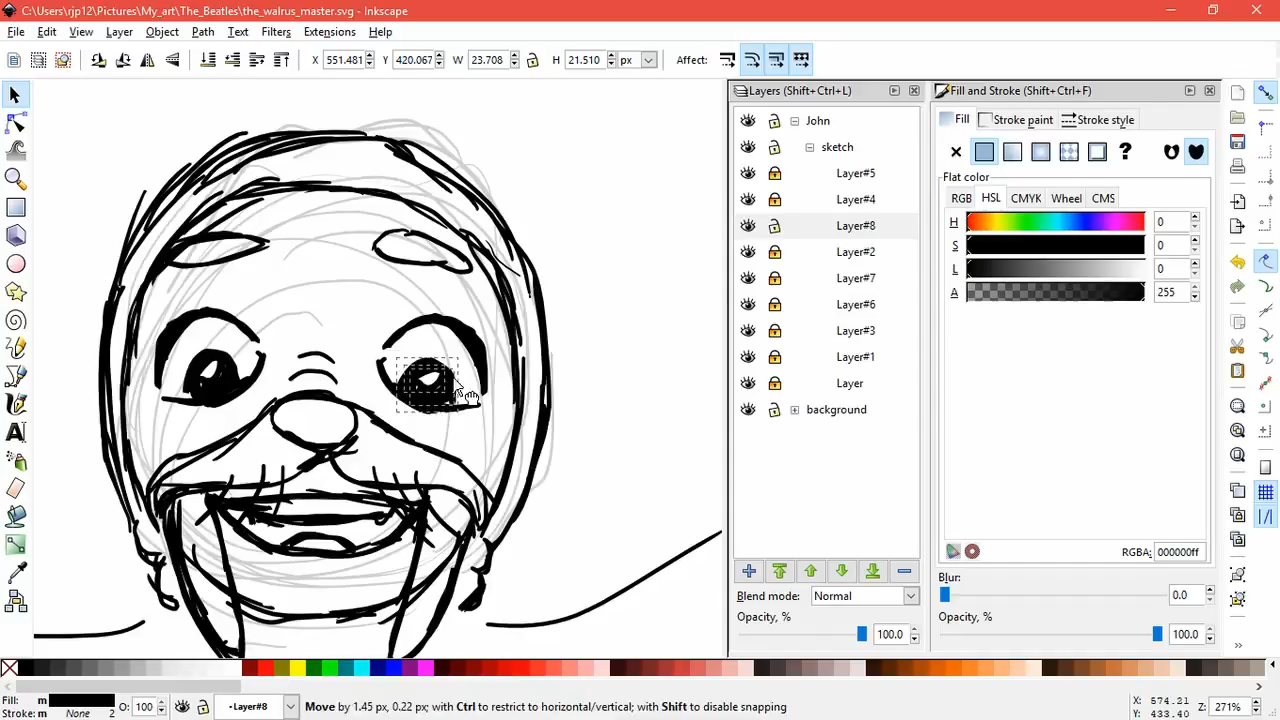 C:\Users\rjp12\Pictures\My_art\The_Beatles\the_walrus_master.svg - Inkscape
File Edit View Layer Object Path Text Filters Extensions Help
X 551.481 Y 420.067 W 23.708 H 21.510 px Affect:
Layers (Shift+Ctrl+L)
John
sketch
Layer#5
Layer#4
Layer#8
Layer#2
Layer#7
Layer#6
Layer#3
Layer#1
Layer
background
Blend mode: Normal
Opacity, %
100.0
Fill and Stroke (Shift+Ctrl+F)
Fill Stroke paint Stroke style
?
Flat color
RGB HSL CMYK Wheel CMS
H 0
S 0
L 0
A 255
RGBA: 000000ff
Blur:
0.0
Opacity, %
100.0
Fill: m
Stroke: m None 2
O: 100
•Layer#8
Move by 1.45 px, 0.22 px; with Ctrl to restrict to horizontal/vertical; with Shift to disable snapping
X: 574.21
Y: 433.40
Z: 271%